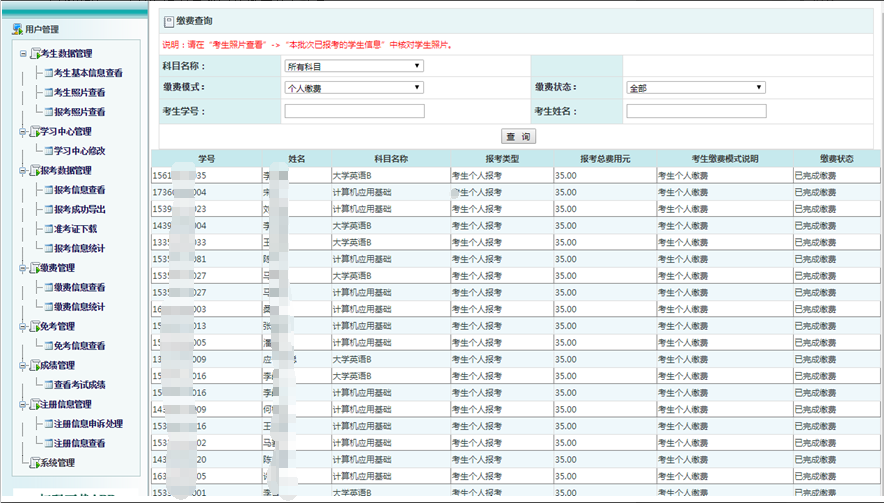 用户管理
考生数据管理
考生基本信息查看
考生照片查看
报考照片查看
学习中心管理
学习中心修改
报考数据管理
报考信息查看
报考成功导出
准考证下载
报考信息统计
缴费管理
缴费信息查看
缴费信息统计
免考管理
免考信息查看
成绩管理
查看考试成绩
注册信息管理
注册信息申诉处理
注册信息查看
系统管理
缴费查询
说明：请在“考生照片查看”->“本批次已报考的学生信息”中核对学生照片。
科目名称： 所有科目
缴费模式： 个人缴费 缴费状态： 全部
考生学号： 考生姓名：
查 询
学号 姓名 科目名称 报考类型 报考总费用元 考生缴费模式说明 缴费状态
大学英语B 考生个人报考 35.00 考生个人缴费 已完成缴费
计算机应用基础 考生个人报考 35.00 考生个人缴费 已完成缴费
计算机应用基础 考生个人报考 35.00 考生个人缴费 已完成缴费
大学英语B 考生个人报考 35.00 考生个人缴费 已完成缴费
大学英语B 考生个人报考 35.00 考生个人缴费 已完成缴费
计算机应用基础 考生个人报考 35.00 考生个人缴费 已完成缴费
大学英语B 考生个人报考 35.00 考生个人缴费 已完成缴费
计算机应用基础 考生个人报考 35.00 考生个人缴费 已完成缴费
计算机应用基础 考生个人报考 35.00 考生个人缴费 已完成缴费
计算机应用基础 考生个人报考 35.00 考生个人缴费 已完成缴费
计算机应用基础 考生个人报考 35.00 考生个人缴费 已完成缴费
大学英语B 考生个人报考 35.00 考生个人缴费 已完成缴费
大学英语B 考生个人报考 35.00 考生个人缴费 已完成缴费
计算机应用基础 考生个人报考 35.00 考生个人缴费 已完成缴费
计算机应用基础 考生个人报考 35.00 考生个人缴费 已完成缴费
计算机应用基础 考生个人报考 35.00 考生个人缴费 已完成缴费
计算机应用基础 考生个人报考 35.00 考生个人缴费 已完成缴费
计算机应用基础 考生个人报考 35.00 考生个人缴费 已完成缴费
计算机应用基础 考生个人报考 35.00 考生个人缴费 已完成缴费
大学英语B 考生个人报考 35.00 考生个人缴费 已完成缴费